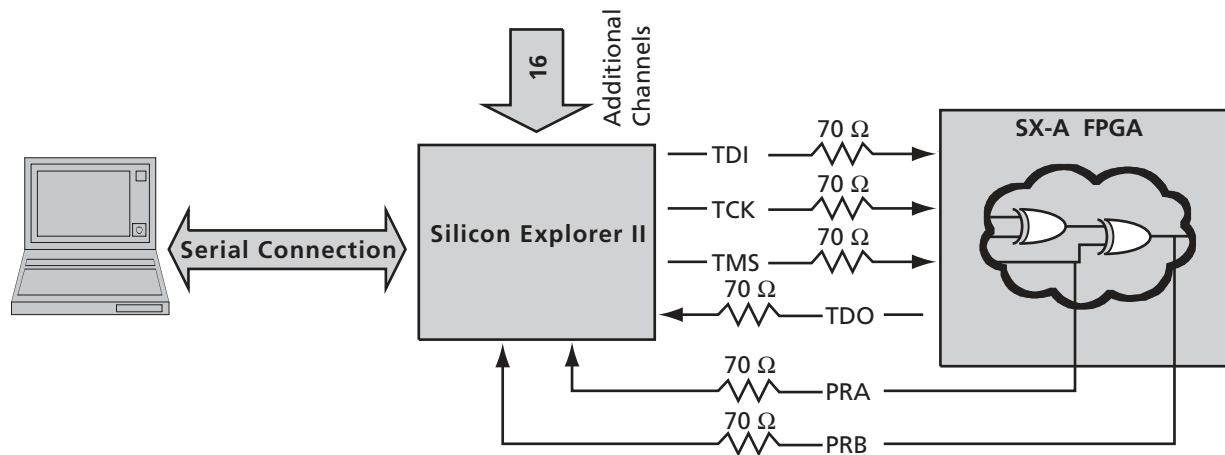 16
Additional
Channels
Serial Connection
Silicon Explorer II
70 Ω
TDI
70 Ω
TCK
70 Ω
TMS
70 Ω
TDO
70 Ω
PRA
70 Ω
PRB
SX-A FPGA